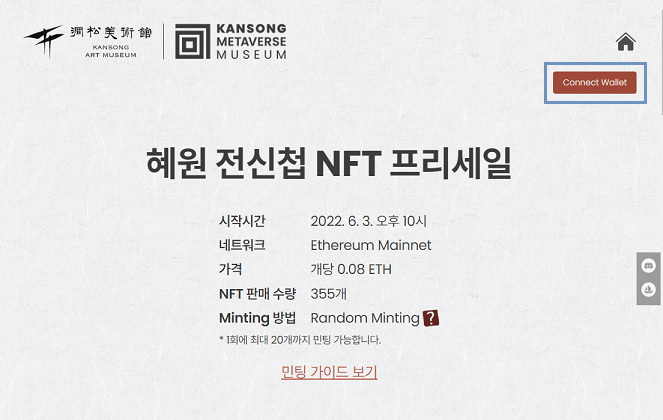 澗松美術館
KANSONG
ART MUSEUM
KANSONG
METAVERSE
MUSEUM
Connect Wallet
혜원 전신첩 NFT 프리세일
시작시간 2022. 6. 3. 오후 10시
네트워크 Ethereum Mainnet
가격 개당 0.08 ETH
NFT 판매 수량 355개
Minting 방법 Random Minting ?
* 1회에 최대 20개까지 민팅 가능합니다.
민팅 가이드 보기